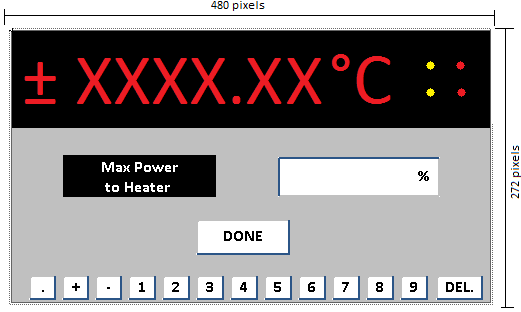 480 pixels
± XXXX.XX°C
272 pixels
Max Power
to Heater
%
DONE
. + - 1 2 3 4 5 6 7 8 9 DEL.